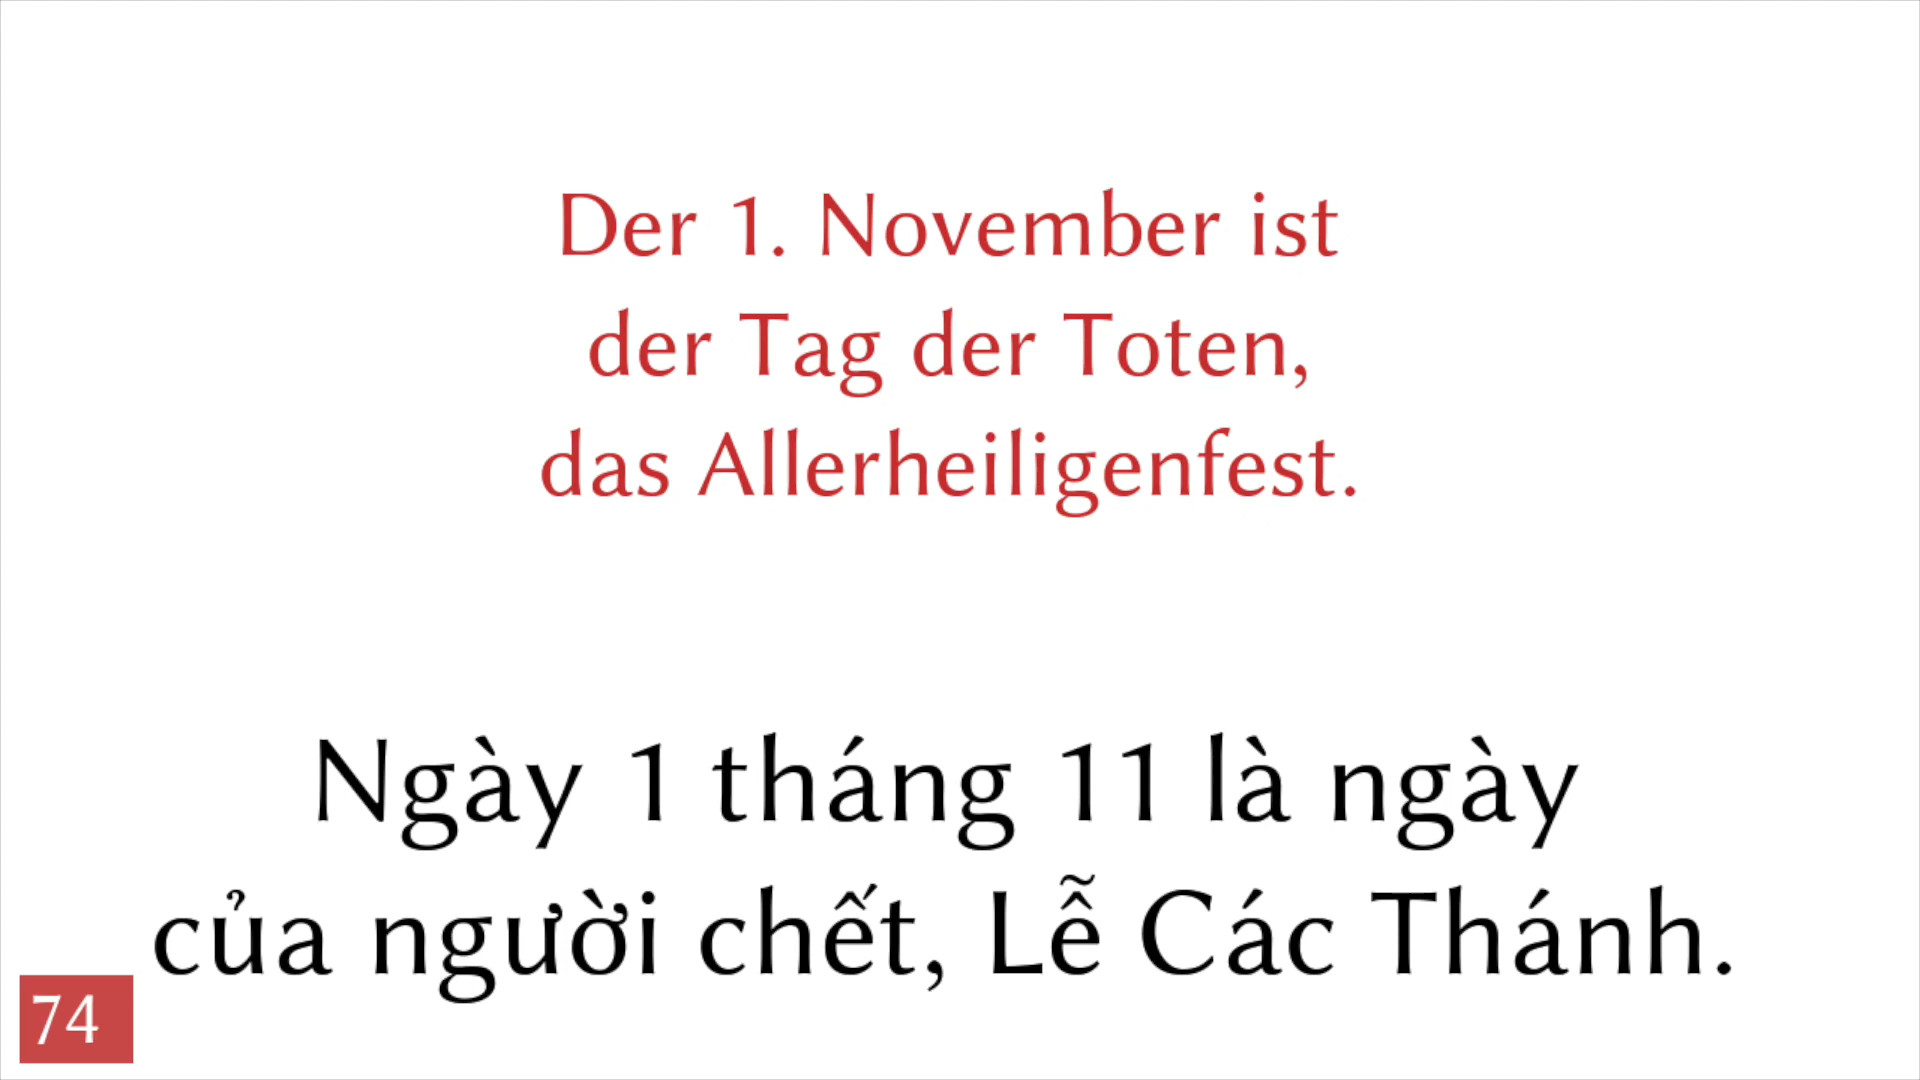 Der 1. November ist
der Tag der Toten,
das Allerheiligenfest.
Ngày 1 tháng 11 là ngày
của người chết, Lễ Các Thánh.
74